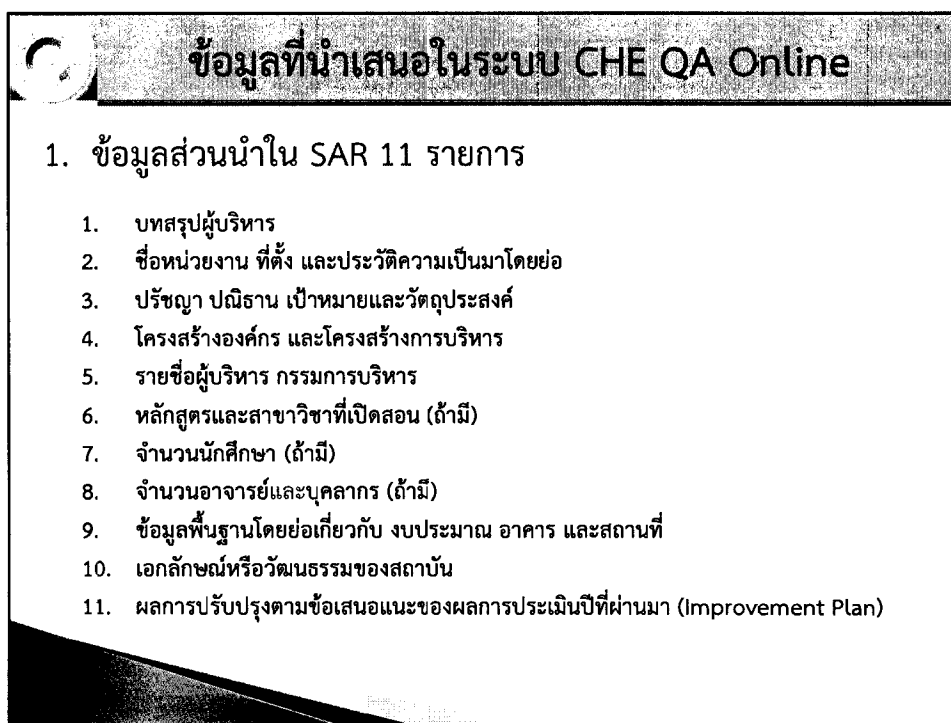 ข้อมูลที่นำเสนอในระบบ CHE QA Online
1. ข้อมูลส่วนนำใน SAR 11 รายการ
1. บทสรุปผู้บริหาร
2. ชื่อหน่วยงาน ที่ตั้ง และประวัติความเป็นมาโดยย่อ
3. ปรัชญา ปณิธาน เป้าหมายและวัตถุประสงค์
4. โครงสร้างองค์กร และโครงสร้างการบริหาร
5. รายชื่อผู้บริหาร กรรมการบริหาร
6. หลักสูตรและสาขาวิชาที่เปิดสอน (ถ้ามี)
7. จำนวนนักศึกษา (ถ้ามี)
8. จำนวนอาจารย์และบุคลากร (ถ้ามี)
9. ข้อมูลพื้นฐานโดยย่อเกี่ยวกับ งบประมาณ อาคาร และสถานที่
10. เอกลักษณ์หรือวัฒนธรรมของสถาบัน
11. ผลการปรับปรุงตามข้อเสนอแนะของผลการประเมินปีที่ผ่านมา (Improvement Plan)